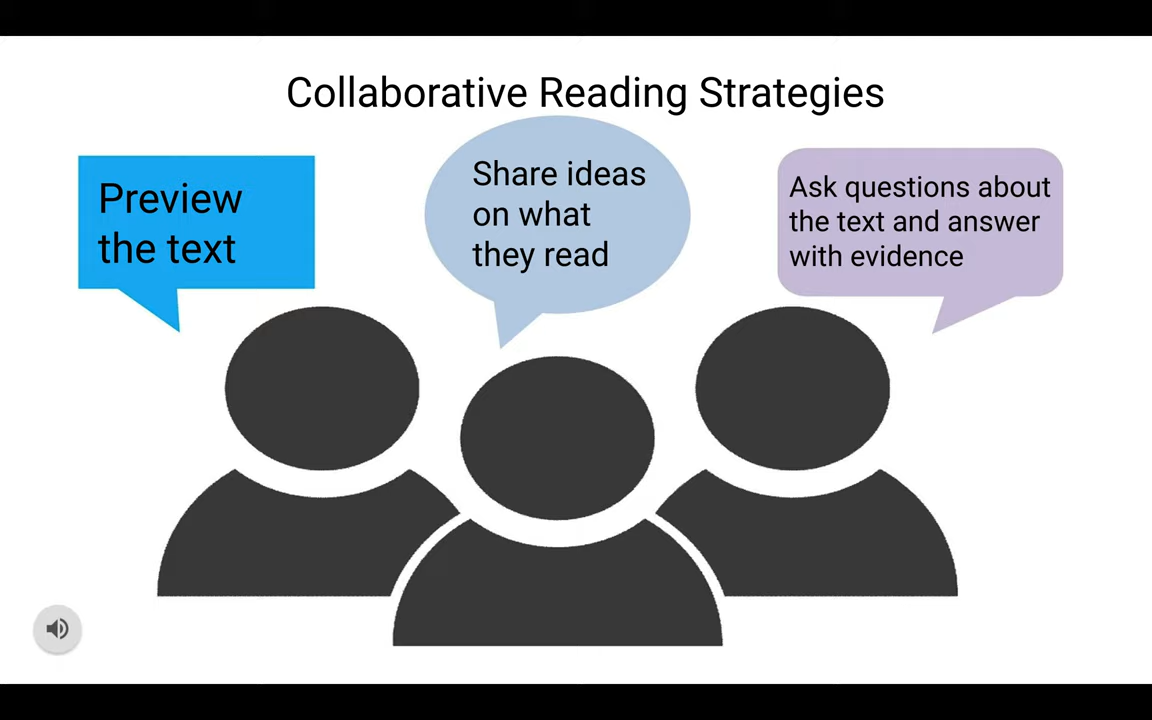 Collaborative Reading Strategies
Preview
the text
Share ideas
on what
they read
Ask questions about
the text and answer
with evidence